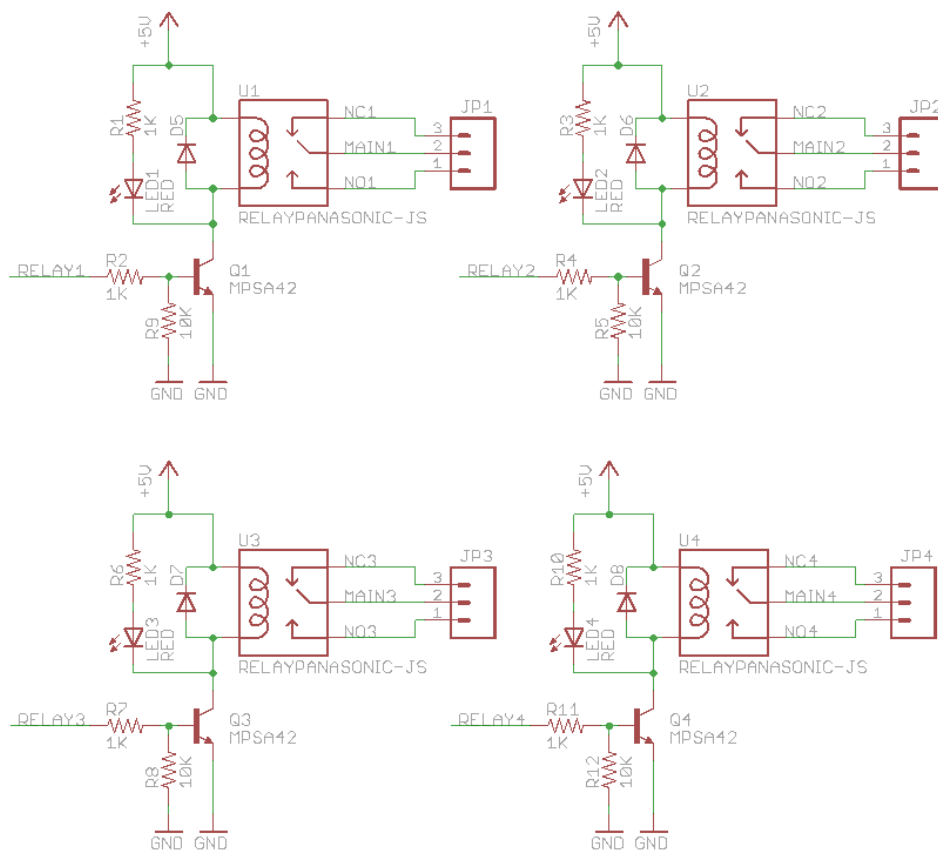 +5V
+5V
U1
U2
R1
1K
D5
NC1
JP1
R3
1K
D6
NC2
JP2
3
3
MAIN1
2
MAIN2
2
1
1
LED1
RED
NO1
LED2
RED
NO2
RELAYPANASONIC-JS
RELAYPANASONIC-JS
RELAY1
R2
1K
Q1
MPSA42
RELAY2
R4
1K
Q2
MPSA42
R9
10K
R5
10K
GND
GND
GND
GND
+5V
+5V
U3
U4
R6
1K
D7
NC3
JP3
R10
1K
D8
NC4
JP4
3
3
MAIN3
2
MAIN4
2
1
1
LED3
RED
NO3
LED4
RED
NO4
RELAYPANASONIC-JS
RELAYPANASONIC-JS
RELAY3
R7
1K
Q3
MPSA42
RELAY4
R11
1K
Q4
MPSA42
R8
10K
R12
10K
GND
GND
GND
GND